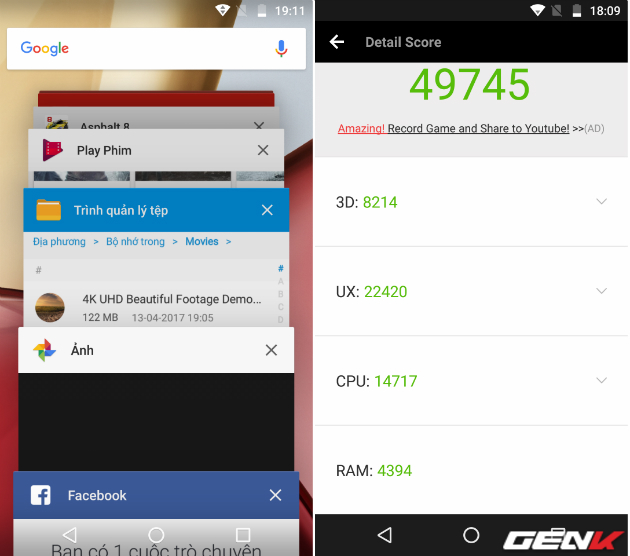 19:11
Google
Asphalt 8
Play Phim
Trình quản lý tệp
Địa phương > Bộ nhớ trong > Movies >
#
#
A
B
C
D
4K UHD Beautiful Footage Demo...
122 MB 13-04-2017 19:05
Ảnh
Facebook
Bạn có 1 cuộc trò chuyện
18:09
Detail Score
49745
Amazing! Record Game and Share to Youtube! >>(AD)
3D: 8214
UX: 22420
CPU: 14717
RAM: 4394
GENK